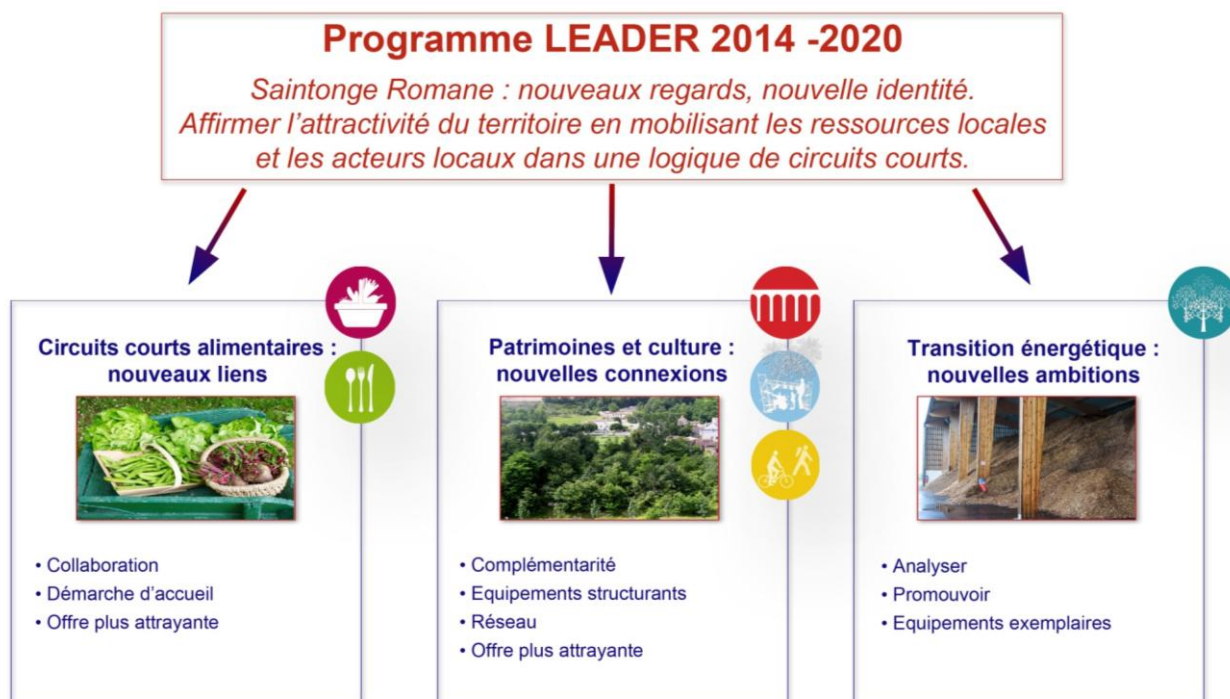 Programme LEADER 2014 -2020
Saintonge Romane : nouveaux regards, nouvelle identité.
Affirmer l’attractivité du territoire en mobilisant les ressources locales
et les acteurs locaux dans une logique de circuits courts.
Circuits courts alimentaires :
nouveaux liens
• Collaboration
• Démarche d’accueil
• Offre plus attrayante
Patrimoines et culture :
nouvelles connexions
• Complémentarité
• Equipements structurants
• Réseau
• Offre plus attrayante
Transition énergétique :
nouvelles ambitions
• Analyser
• Promouvoir
• Equipements exemplaires